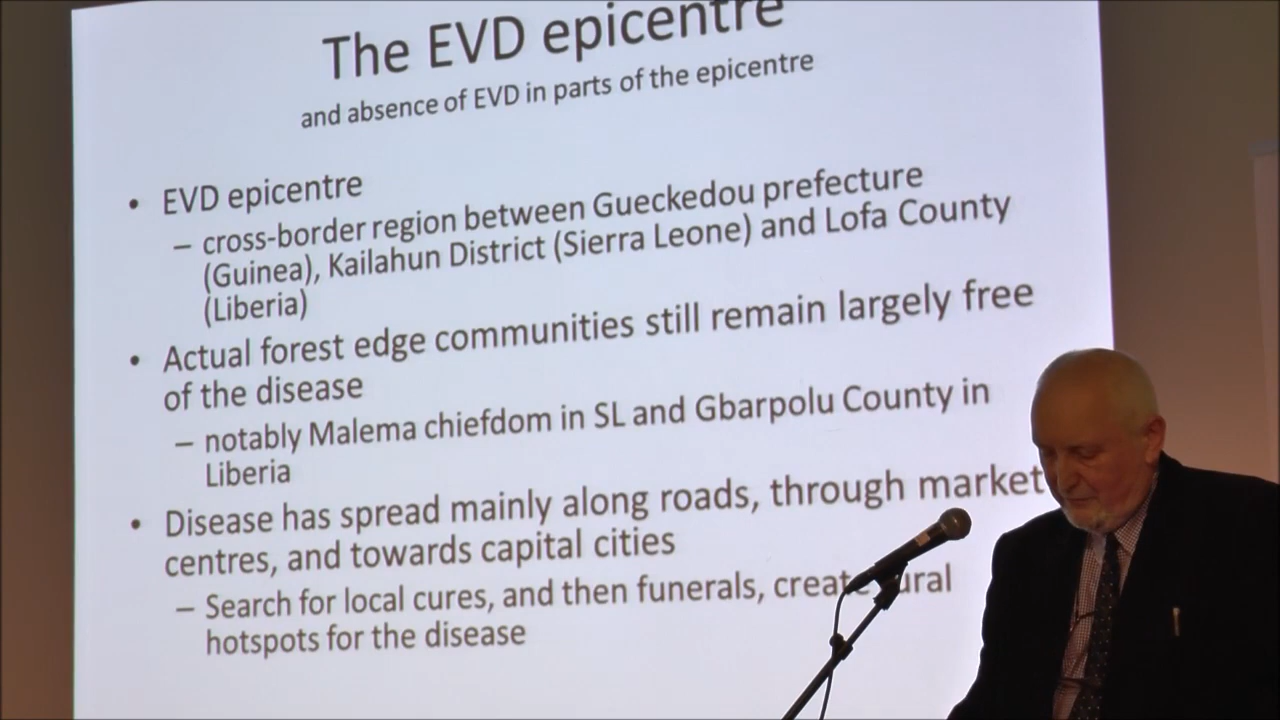 The EVD epicentre
and absence of EVD in parts of the epicentre
• EVD epicentre
– cross-border region between Gueckedou prefecture
(Guinea), Kailahun District (Sierra Leone) and Lofa County
(Liberia)
• Actual forest edge communities still remain largely free
of the disease
– notably Malema chiefdom in SL and Gbarpolu County in
Liberia
• Disease has spread mainly along roads, through market
centres, and towards capital cities
– Search for local cures, and then funerals,
hotspots for the disease